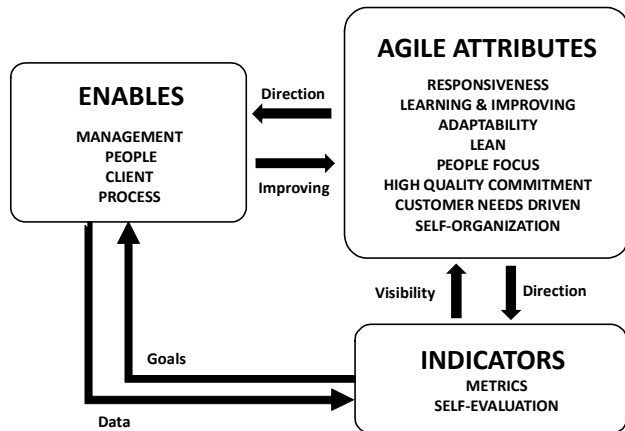 ENABLES
MANAGEMENT
PEOPLE
CLIENT
PROCESS
Direction
Improving
AGILE ATTRIBUTES
RESPONSIVENESS
LEARNING & IMPROVING
ADAPTABILITY
LEAN
PEOPLE FOCUS
HIGH QUALITY COMMITMENT
CUSTOMER NEEDS DRIVEN
SELF-ORGANIZATION
Visibility
Direction
Goals
Data
INDICATORS
METRICS
SELF-EVALUATION